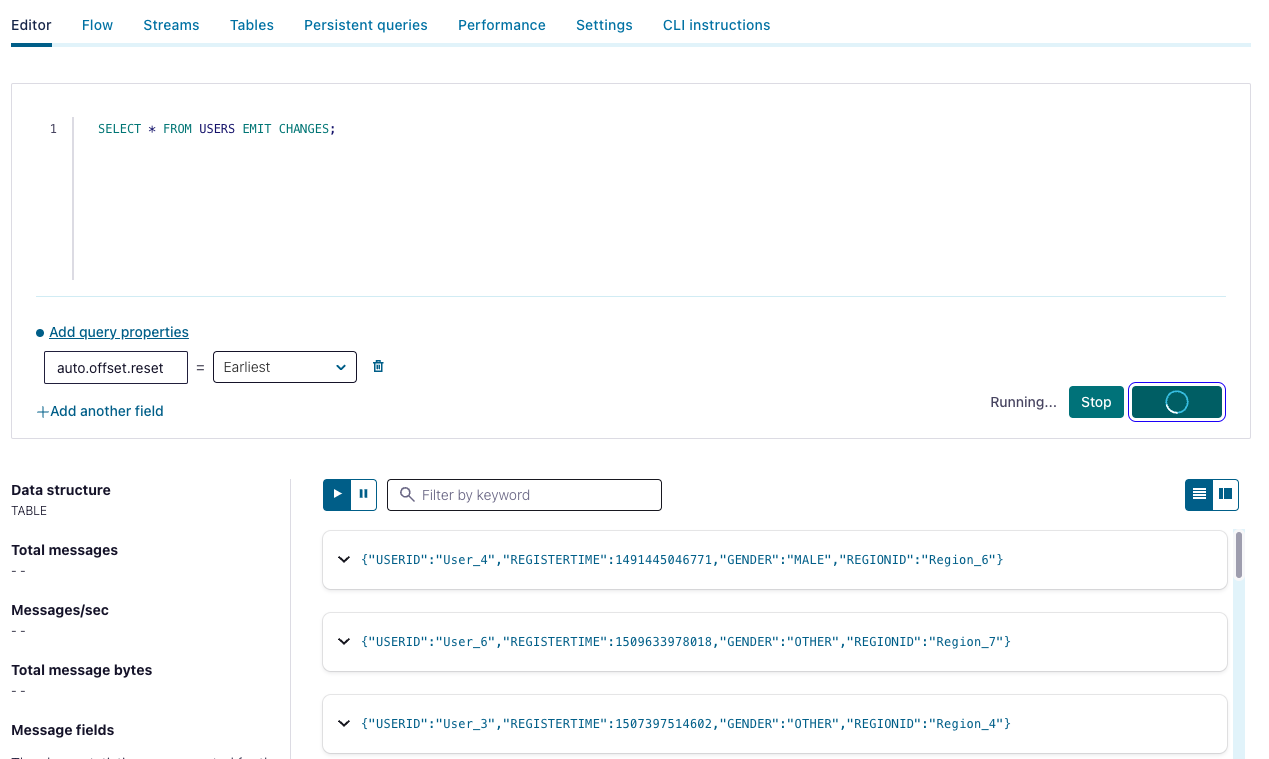 Editor Flow Streams Tables Persistent queries Performance Settings CLI instructions
1 SELECT * FROM USERS EMIT CHANGES;
Add query properties
auto.offset.reset = Earliest
+Add another field
Running... Stop
Data structure
TABLE
Total messages
- -
Messages/sec
- -
Total message bytes
- -
Message fields
Filter by keyword
{"USERID":"User_4","REGISTERTIME":1491445046771,"GENDER":"MALE","REGIONID":"Region_6"}
{"USERID":"User_6","REGISTERTIME":1509633978018,"GENDER":"OTHER","REGIONID":"Region_7"}
{"USERID":"User_3","REGISTERTIME":1507397514602,"GENDER":"OTHER","REGIONID":"Region_4"}